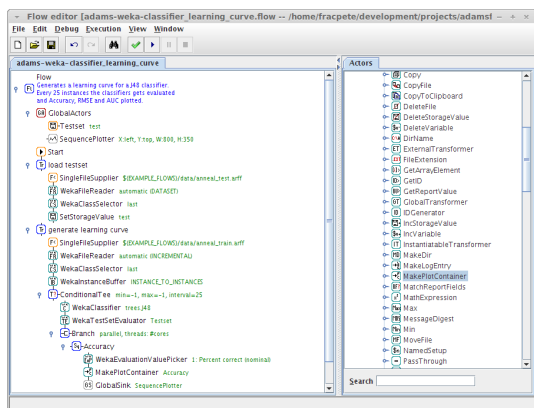 Flow editor [adams-weka-classifier_learning_curve.flow -- /home/fracpete/development/projects/adamsl
File Edit Debug Execution View Window
adams-weka-classifier_learning_curve
Flow
Generates a learning curve for a J48 classifier.
Every 25 instances the classifiers gets evaluated
and Accuracy, RMSE and AUC plotted.
GlobalActors
Testset test
SequencePlotter X:left, Y:top, W:800, H:350
Start
load testset
SingleFileSupplier ${EXAMPLE_FLOWS}/data/anneal_test.arff
WekaFileReader automatic (DATASET)
WekaClassSelector last
SetStorageValue test
generate learning curve
SingleFileSupplier ${EXAMPLE_FLOWS}/data/anneal_train.arff
WekaFileReader automatic (INCREMENTAL)
WekaClassSelector last
WekaInstanceBuffer INSTANCE_TO_INSTANCES
ConditionalTee min=-1, max=-1, interval=25
WekaClassifier trees.J48
WekaTestSetEvaluator Testset
Branch parallel, threads: #cores
Accuracy
WekaEvaluationValuePicker 1: Percent correct (nominal)
MakePlotContainer Accuracy
GS GlobalSink SequencePlotter
Actors
Copy
CopyFile
CopyToClipboard
DeleteFile
DeleteStorageValue
DeleteVariable
DirName
ExternalTransformer
FileExtension
GetArrayElement
GetID
GetReportValue
GT GlobalTransformer
ID IDGenerator
IncStorageValue
IncVariable
IT InstantiatableTransformer
MakeDir
MakeLogEntry
MakePlotContainer
MatchReportFields
MathExpression
Max
MessageDigest
Min
MF MoveFile
NamedSetup
PassThrough
Search